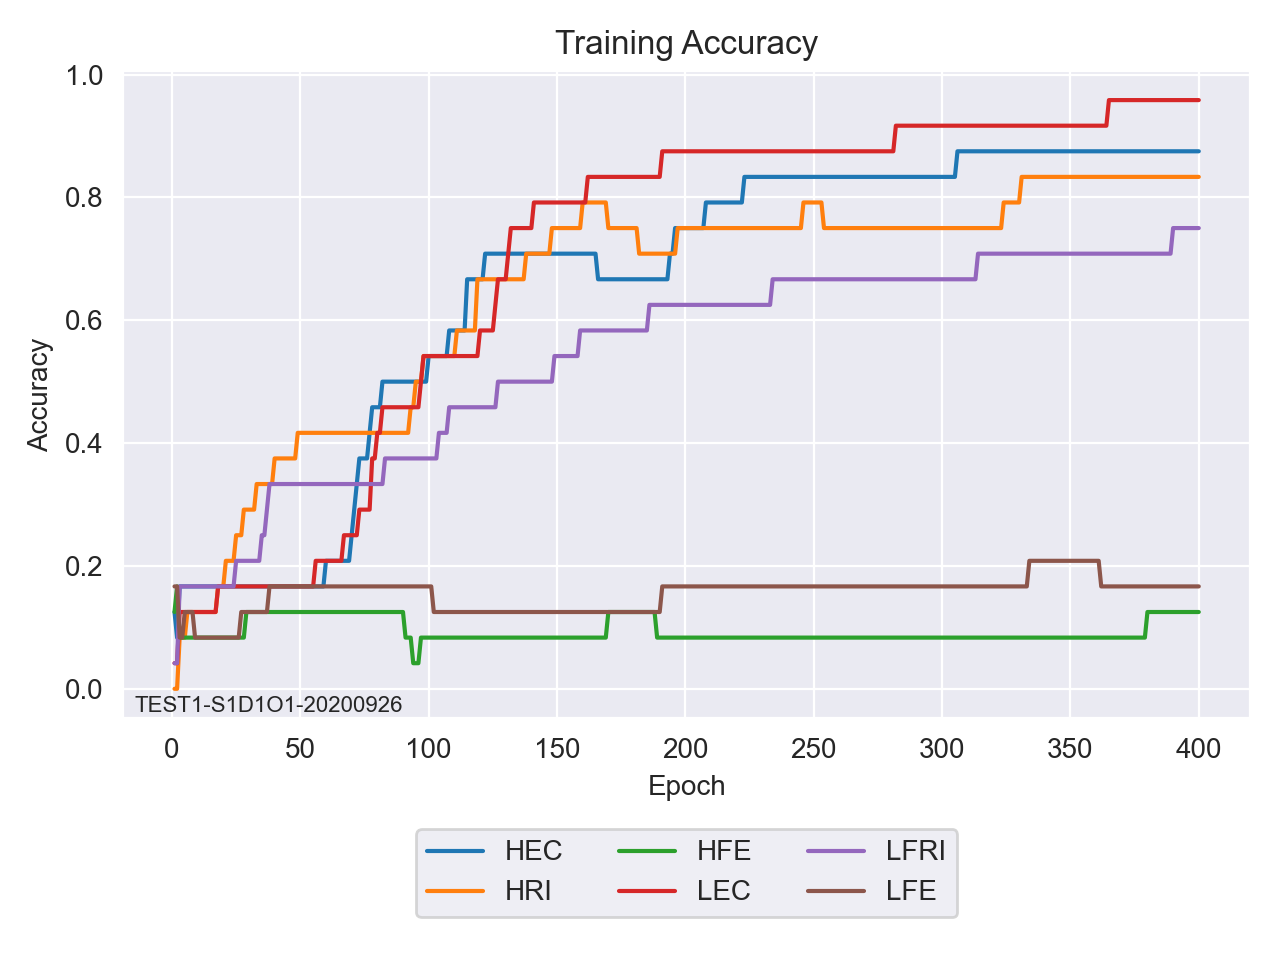 Training Accuracy
1.0
0.8
0.6
0.4
0.2
0.0
Accuracy
TEST1-S1D1O1-20200926
0 50 100 150 200 250 300 350 400
Epoch
HEC HFE LFRI
HRI LEC LFE